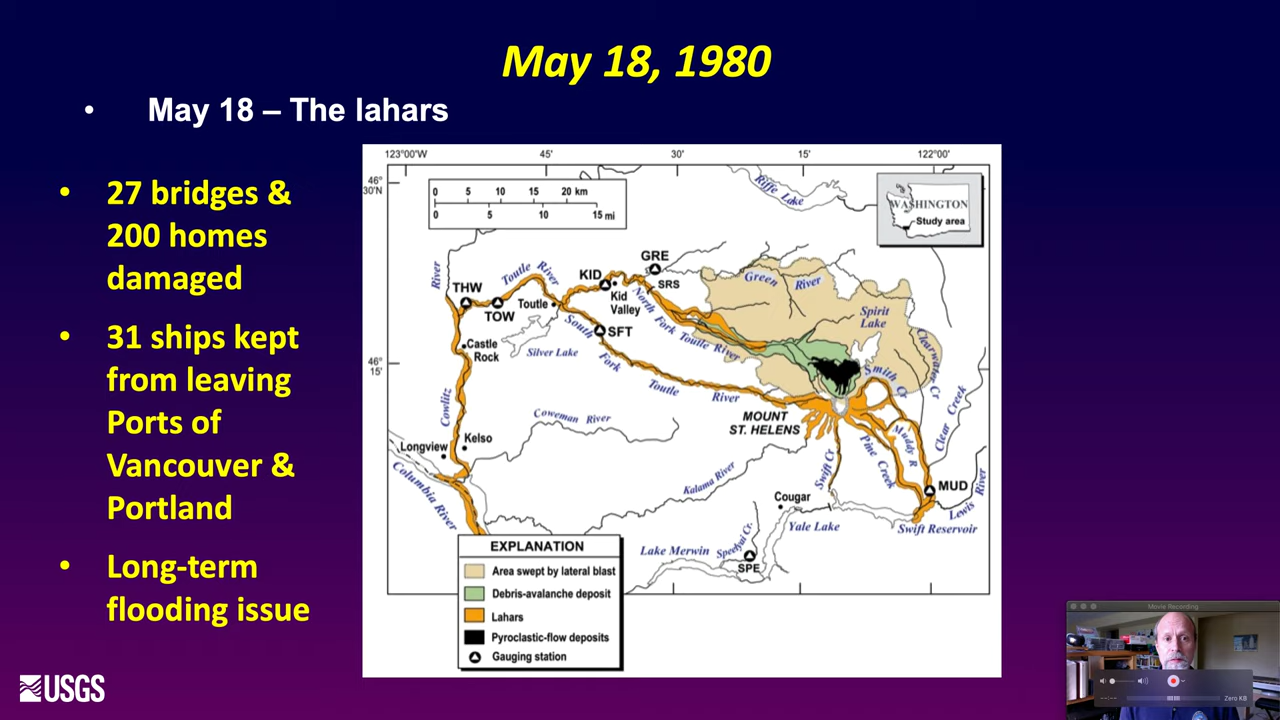 May 18, 1980
• May 18 – The lahars
• 27 bridges &
200 homes
damaged
• 31 ships kept
from leaving
Ports of
Vancouver &
Portland
• Long-term
flooding issue
USGS
123°00'W 45' 30' 15' 122°00'
46°
30'N
0 5 10 15 20 km
0 5 10 15 mi
Riffe Lake
WASHINGTON
Study area
River
THW
TOW
Toutle River
Toutle
KID
Kid
Valley
GRE
SRS
Green River
North Fork Toutle River
Spirit
Lake
Clearwater Cr
SFT
South Fork Toutle River
Silver Lake
Castle
Rock
46°
15'
Smith Cr
Cowlitz
MOUNT
ST. HELENS
Coweman River
Clear Creek
Muddy R
Pine Creek
Swift Cr
Kelso
Longview
Columbia River
Kalama River
Cougar
MUD
Lewis River
Swift Reservoir
Yale Lake
Lake Merwin
Speelyai Cr.
SPE
EXPLANATION
Area swept by lateral blast
Debris-avalanche deposit
Lahars
Pyroclastic-flow deposits
Gauging station
Movie Recording
--:--
Zero KB